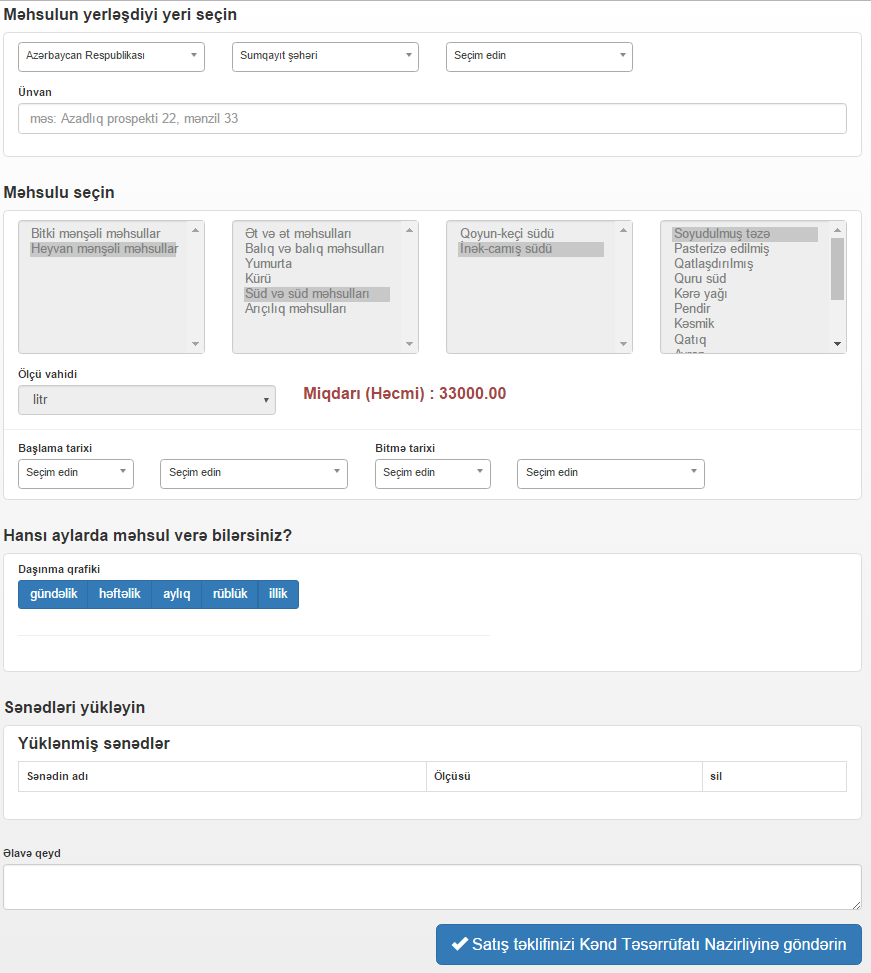 Məhsulun yerləşdiyi yeri seçin
Azərbaycan Respublikası
Sumqayıt şəhəri
Seçim edin
Ünvan
məs: Azadlıq prospekti 22, mənzil 33
Məhsulu seçin
Bitki mənşəli məhsullar
Heyvan mənşəli məhsullar
Ət və ət məhsulları
Balıq və balıq məhsulları
Yumurta
Kürü
Süd və süd məhsulları
Arıçılıq məhsulları
Qoyun-keçi südü
İnək-camış südü
Soyudulmuş təzə
Pasterizə edilmiş
Qatlaşdırılmış
Quru süd
Kərə yağı
Pendir
Kəsmik
Qatıq
Ayran
Ölçü vahidi
litr
Miqdarı (Həcmi) : 33000.00
Başlama tarixi
Bitmə tarixi
Seçim edin
Seçim edin
Seçim edin
Seçim edin
Hansı aylarda məhsul verə bilərsiniz?
Daşınma qrafiki
gündəlik
həftəlik
aylıq
rüblük
illik
Sənədləri yükləyin
Yüklənmiş sənədlər
Sənədin adı
Ölçüsü
sil
Əlavə qeyd
Satış təklifinizi Kənd Təsərrüfatı Nazirliyinə göndərin